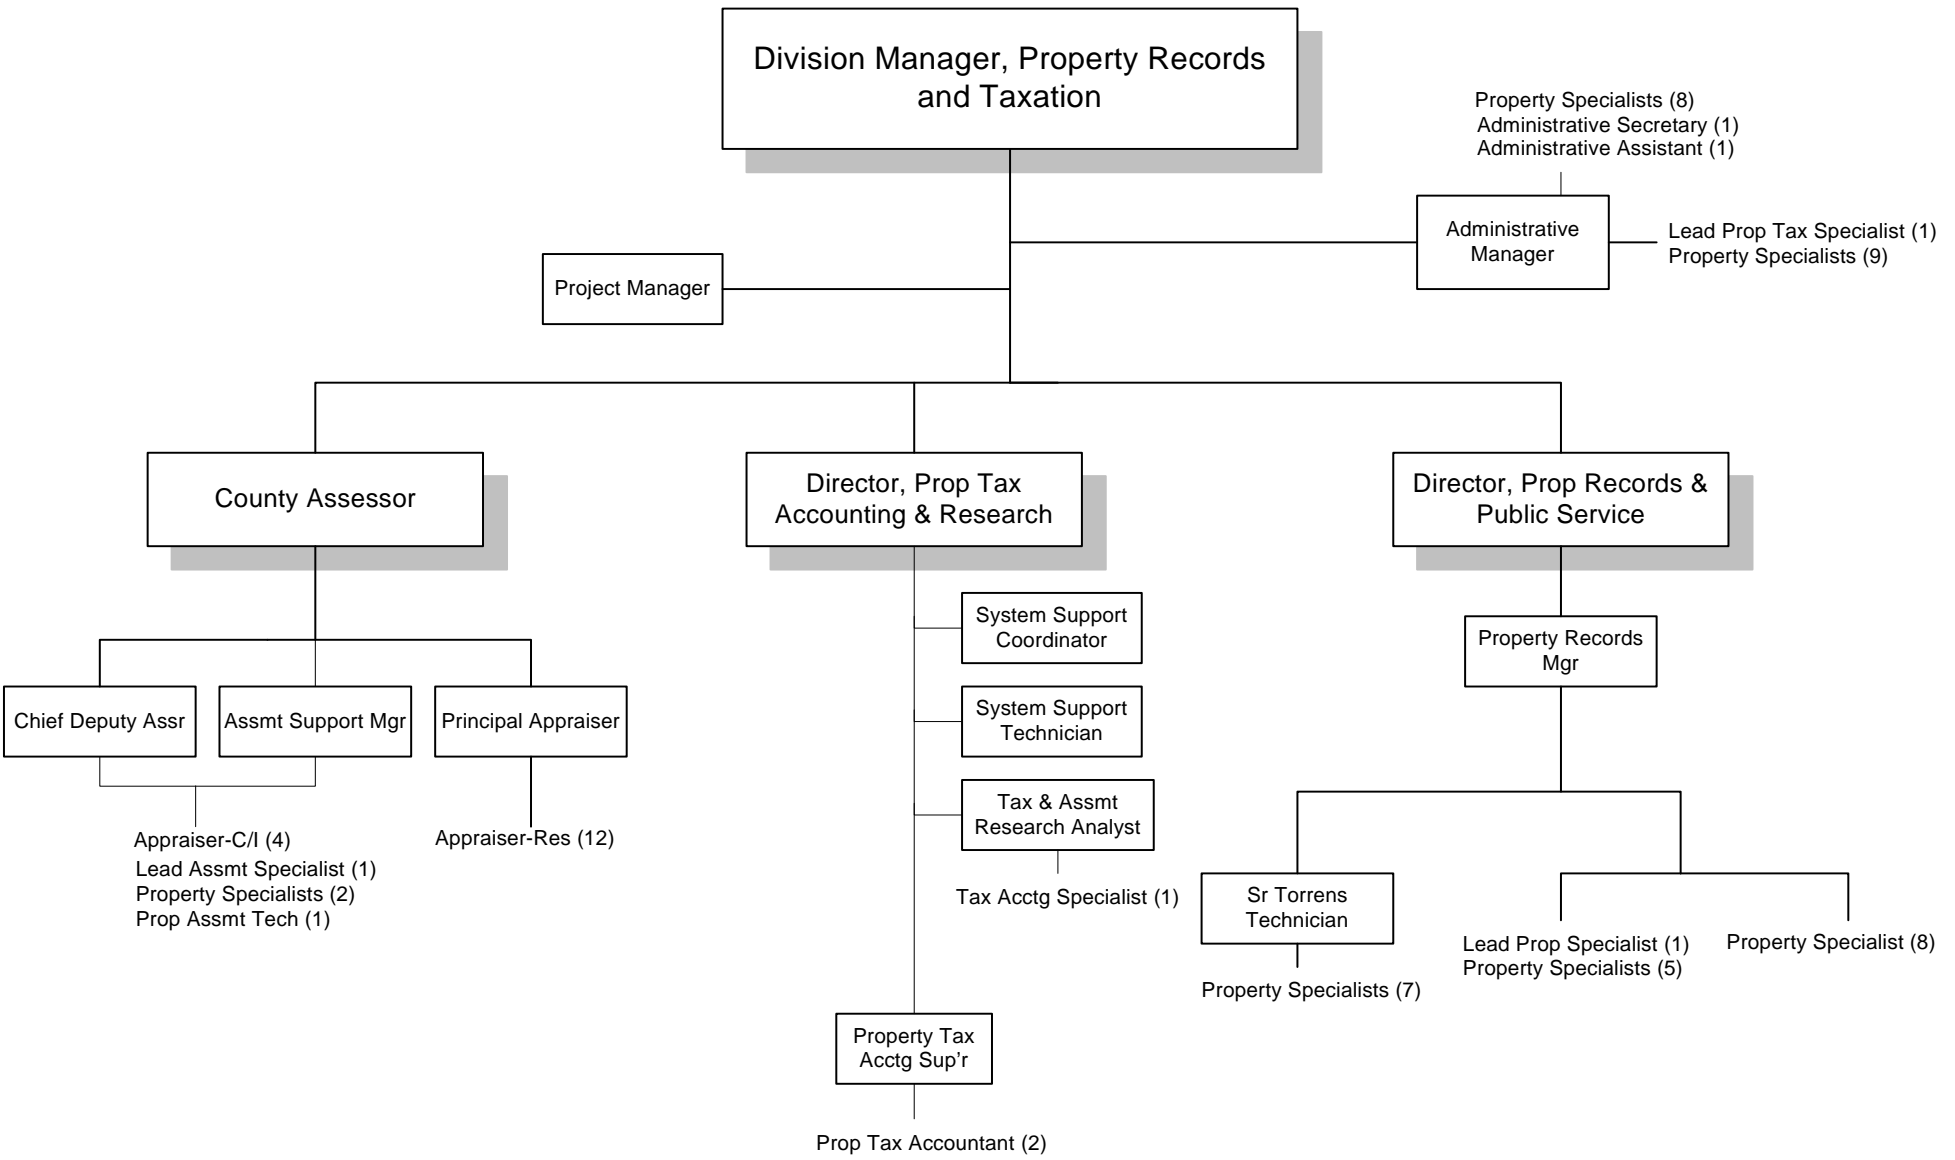 Division Manager, Property Records
and Taxation
Property Specialists (8)
Administrative Secretary (1)
Administrative Assistant (1)
Administrative
Manager
Lead Prop Tax Specialist (1)
Property Specialists (9)
Project Manager
County Assessor
Director, Prop Tax
Accounting & Research
Director, Prop Records &
Public Service
System Support
Coordinator
Property Records
Mgr
Chief Deputy Assr
Assmt Support Mgr
Principal Appraiser
System Support
Technician
Tax & Assmt
Research Analyst
Appraiser-C/I (4)
Lead Assmt Specialist (1)
Property Specialists (2)
Prop Assmt Tech (1)
Appraiser-Res (12)
Tax Acctg Specialist (1)
Sr Torrens
Technician
Property Specialists (7)
Lead Prop Specialist (1)
Property Specialists (5)
Property Specialist (8)
Property Tax
Acctg Sup’r
Prop Tax Accountant (2)